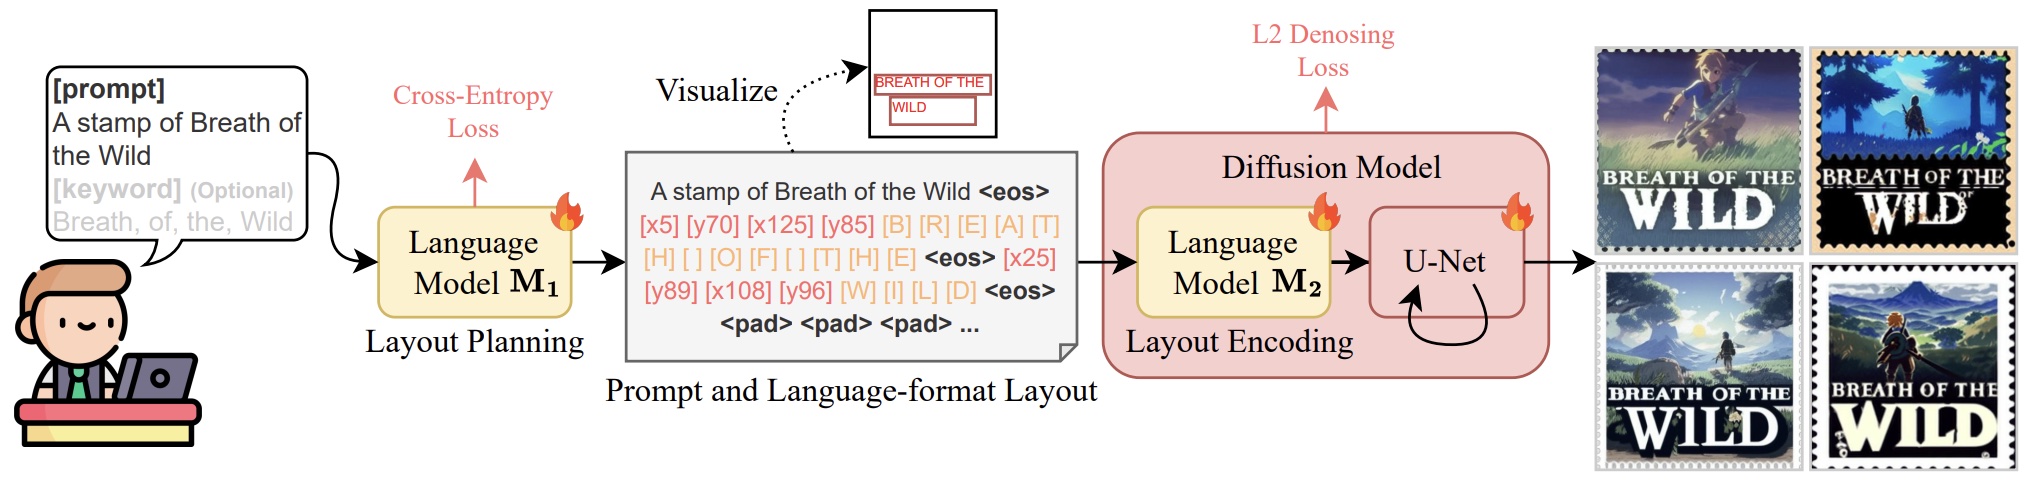 [prompt]
A stamp of Breath of
the Wild
[keyword] (Optional)
Breath, of, the, Wild
Cross-Entropy
Loss
Language
Model M1
Layout Planning
Visualize
BREATH OF THE
WILD
A stamp of Breath of the Wild <eos>
[x5] [y70] [x125] [y85] [B] [R] [E] [A] [T]
[H] [ ] [O] [F] [ ] [T] [H] [E] <eos> [x25]
[y89] [x108] [y96] [W] [I] [L] [D] <eos>
<pad> <pad> <pad> ...
Prompt and Language-format Layout
L2 Denosing
Loss
Diffusion Model
Language
Model M2
Layout Encoding
U-Net
BREATH OF THE
WILD
BREATH OF THE
WILD
BREATH OF THE
WILD
BREATH OF THE
WILD